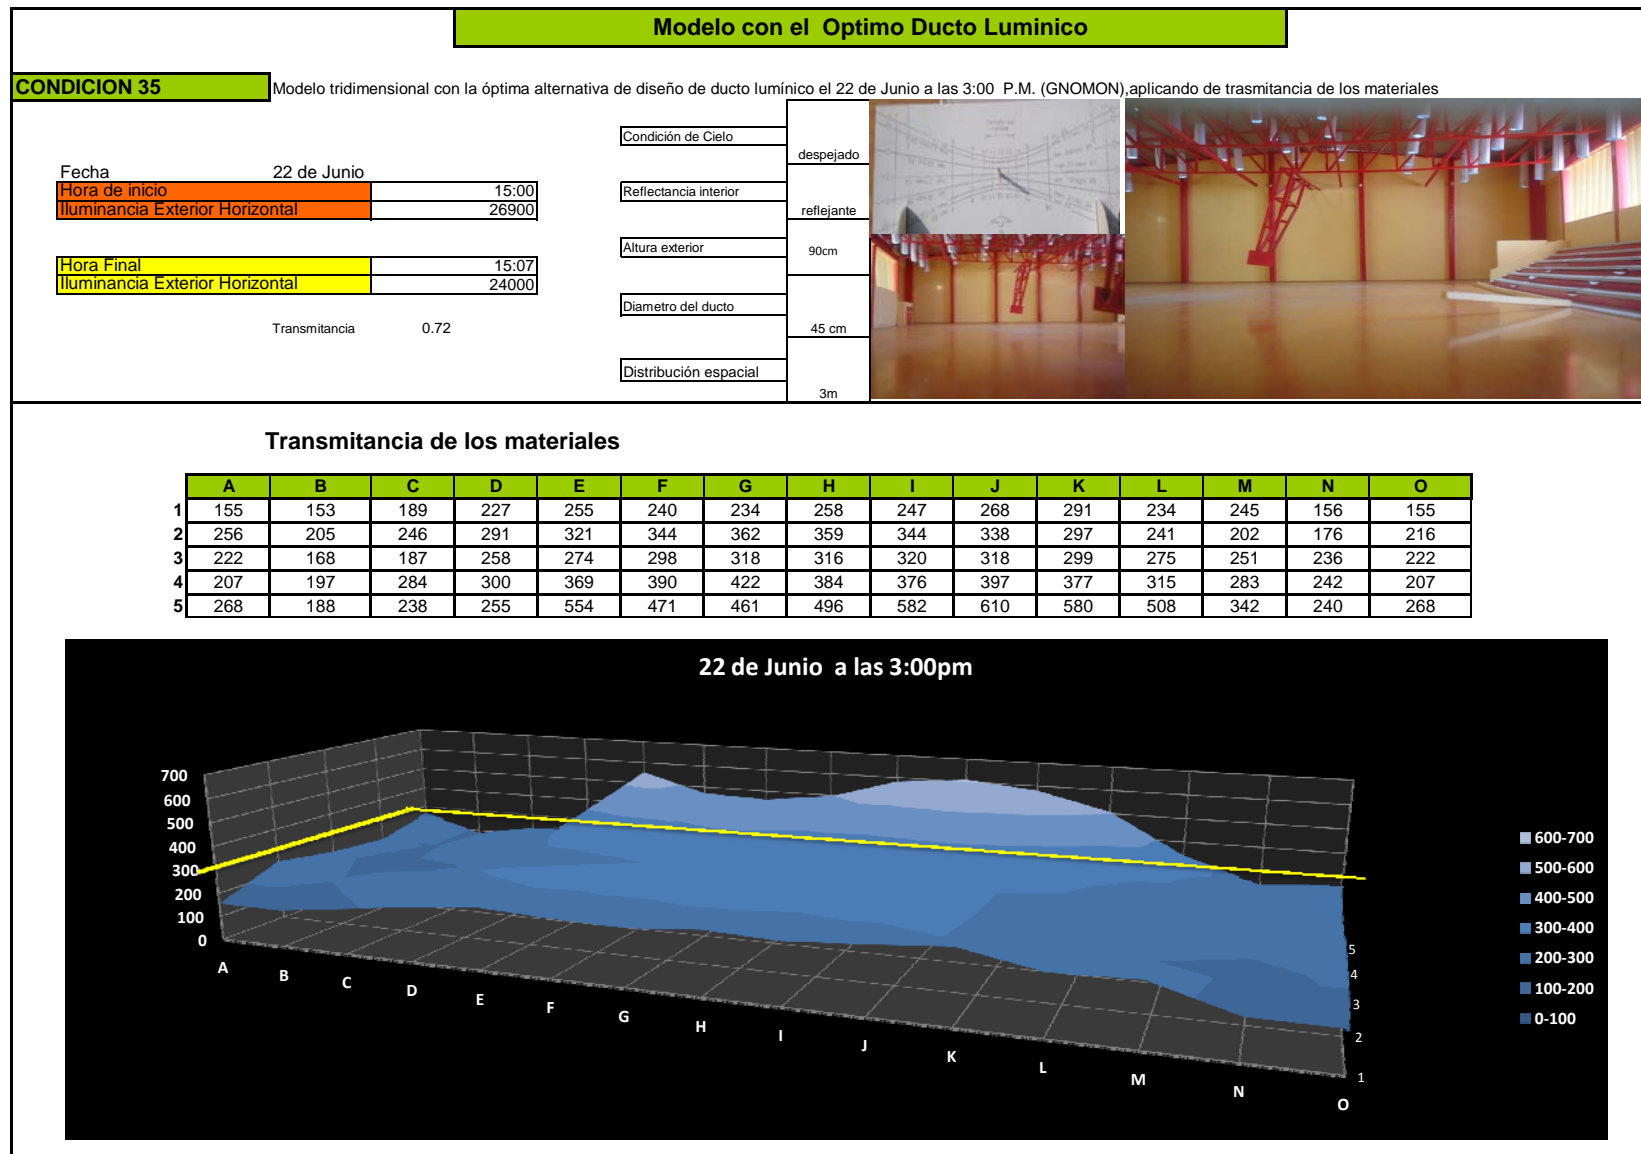 Modelo con el  Optimo Ducto Luminico
CONDICION 35
Modelo tridimensional con la óptima alternativa de diseño de ducto lumínico el 22 de Junio a las 3:00  P.M. (GNOMON),aplicando de trasmitancia de los materiales
Fecha 22 de Junio
Hora de inicio 15:00
Iluminancia Exterior Horizontal 26900
Hora Final 15:07
Iluminancia Exterior Horizontal 24000
Transmitancia 0.72
Condición de Cielo despejado
Reflectancia interior reflejante
Altura exterior 90cm
Diametro del ducto 45 cm
Distribución espacial 3m
Transmitancia de los materiales
A B C D E F G H I J K L M N O
1 155 153 189 227 255 240 234 258 247 268 291 234 245 156 155
2 256 205 246 291 321 344 362 359 344 338 297 241 202 176 216
3 222 168 187 258 274 298 318 316 320 318 299 275 251 236 222
4 207 197 284 300 369 390 422 384 376 397 377 315 283 242 207
5 268 188 238 255 554 471 461 496 582 610 580 508 342 240 268
22 de Junio  a las 3:00pm
700
600
500
400
300
200
100
0
A B C D E F G H I J K L M N O
5
4
3
2
1
600-700
500-600
400-500
300-400
200-300
100-200
0-100